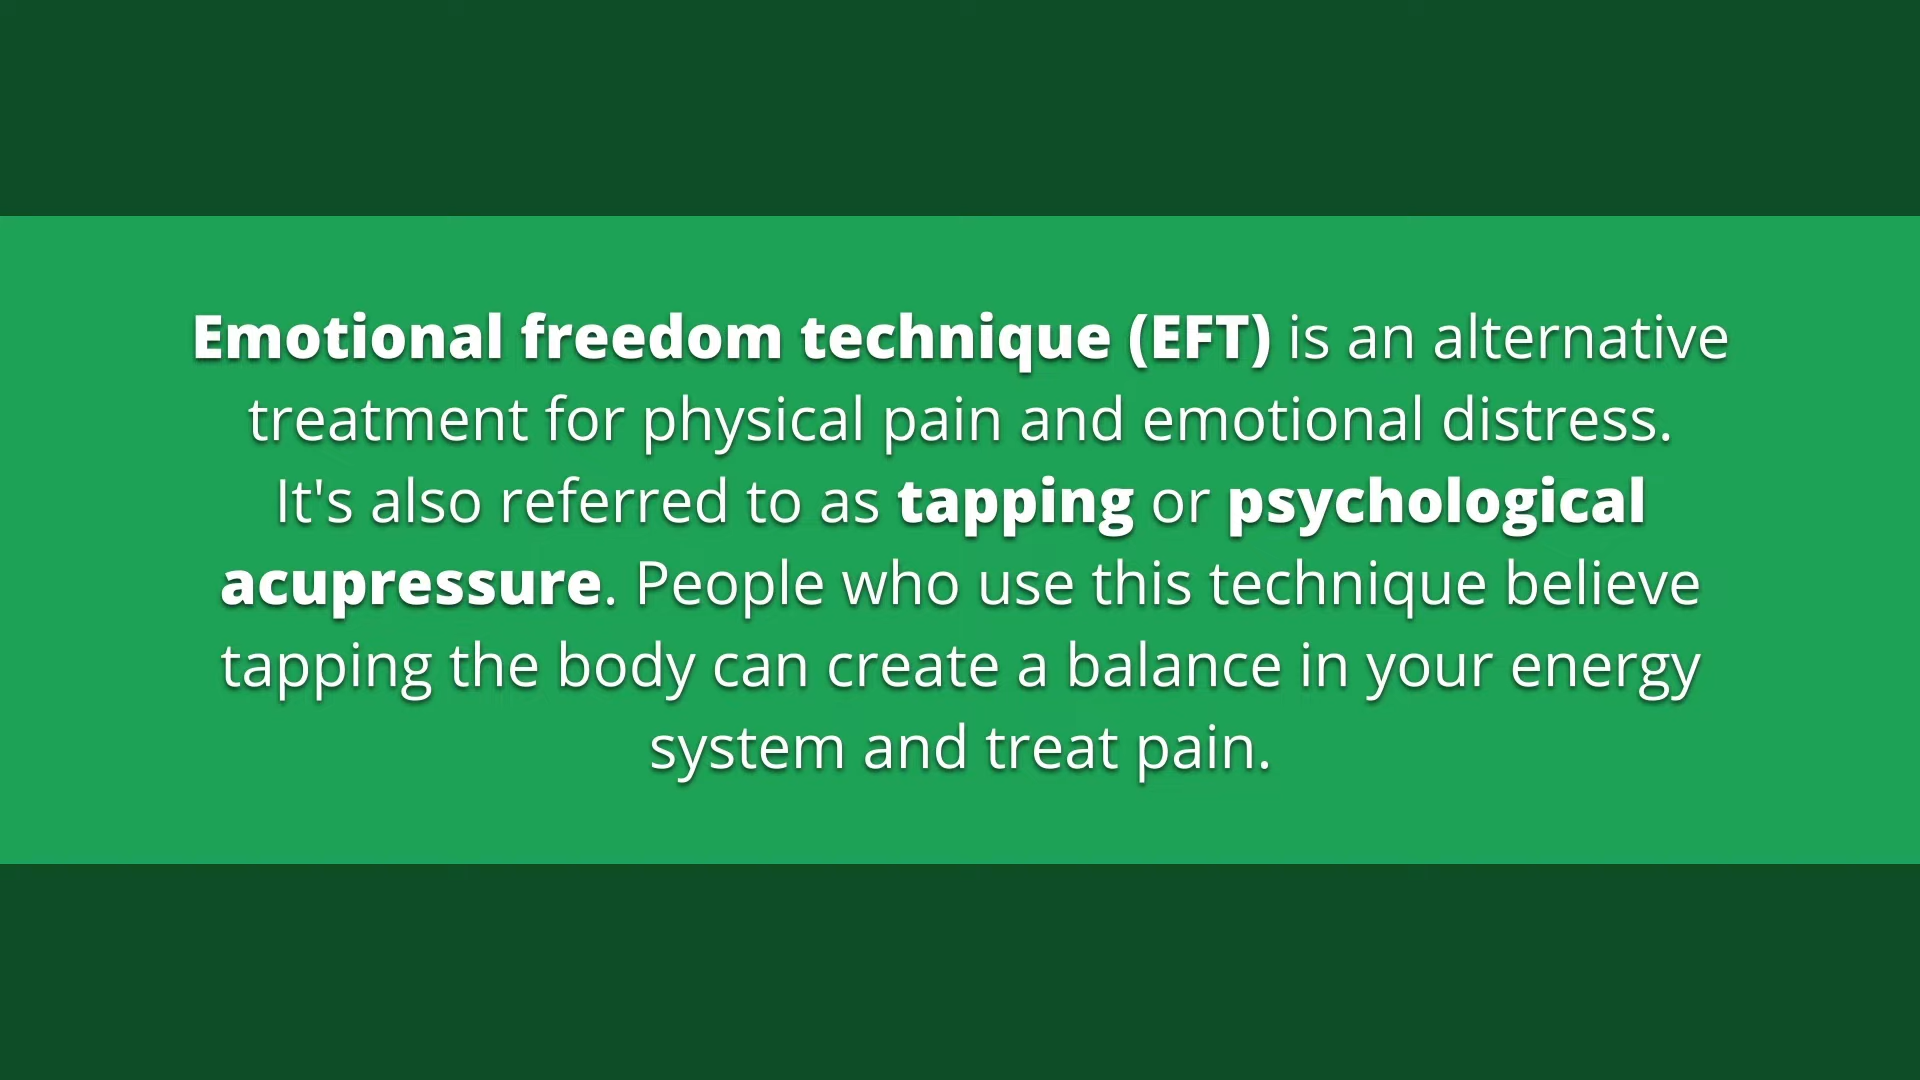 Emotional freedom technique (EFT) is an alternative
treatment for physical pain and emotional distress.
It's also referred to as tapping or psychological
acupressure. People who use this technique believe
tapping the body can create a balance in your energy
system and treat pain.